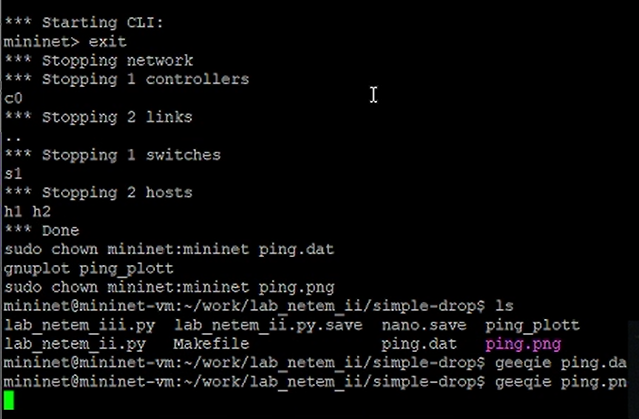 *** Starting CLI:
mininet> exit
*** Stopping network
*** Stopping 1 controllers
c0
*** Stopping 2 links
..
*** Stopping 1 switches
s1
*** Stopping 2 hosts
h1 h2
*** Done
sudo chown mininet:mininet ping.dat
gnuplot ping_plott
sudo chown mininet:mininet ping.png
mininet@mininet-vm:~/work/lab_netem_ii/simple-drop$ ls
lab_netem_iii.py  lab_netem_ii.py.save  nano.save  ping_plott
lab_netem_ii.py   Makefile              ping.dat   ping.png
mininet@mininet-vm:~/work/lab_netem_ii/simple-drop$ geeqie ping.da
mininet@mininet-vm:~/work/lab_netem_ii/simple-drop$ geeqie ping.pn